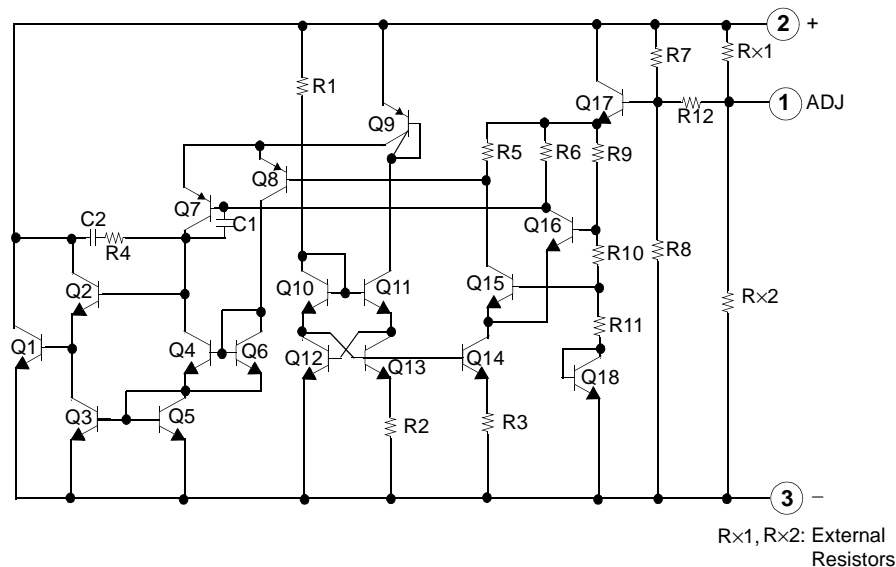 2 +
R7
R×1
R1
1 ADJ
Q17
R12
Q9
R5
R6
R9
Q8
Q7
C1
Q16
C2
R4
R10
R8
Q15
Q10
Q11
Q2
R×2
R11
Q1
Q4
Q6
Q12
Q13
Q14
Q18
Q3
Q5
R2
R3
3 −
R×1, R×2: External
Resistors